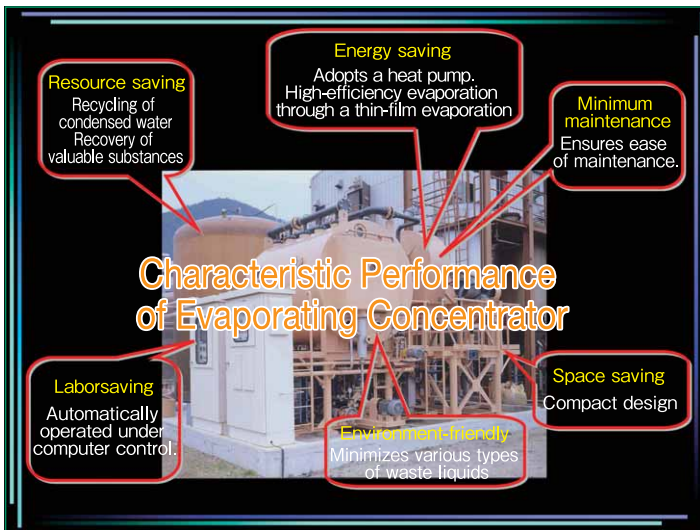 Energy saving
Adopts a heat pump.
High-efficiency evaporation
through a thin-film evaporation
Resource saving
Recycling of
condensed water
Recovery of
valuable substances
Minimum
maintenance
Ensures ease
of maintenance.
Characteristic Performance
of Evaporating Concentrator
Laborsaving
Automatically
operated under
computer control.
Environment-friendly
Minimizes various types
of waste liquids
Space saving
Compact design